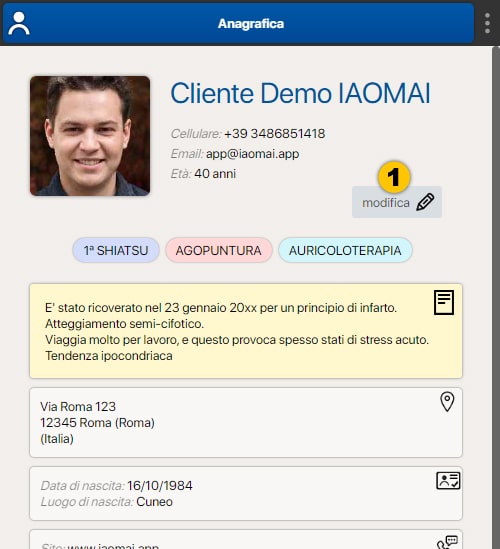 Anagrafica
Cliente Demo IAOMAI
Cellulare: +39 3486851418
Email: app@iaomai.app
Età: 40 anni
1
modifica
1ª SHIATSU AGOPUNTURA AURICOLOTERAPIA
E' stato ricoverato nel 23 gennaio 20xx per un principio di infarto.
Atteggiamento semi-cifotico.
Viaggia molto per lavoro, e questo provoca spesso stati di stress acuto.
Tendenza ipocondriaca
Via Roma 123
12345 Roma (Roma)
(Italia)
Data di nascita: 16/10/1984
Luogo di nascita: Cuneo
Sito: www.iaomai.app